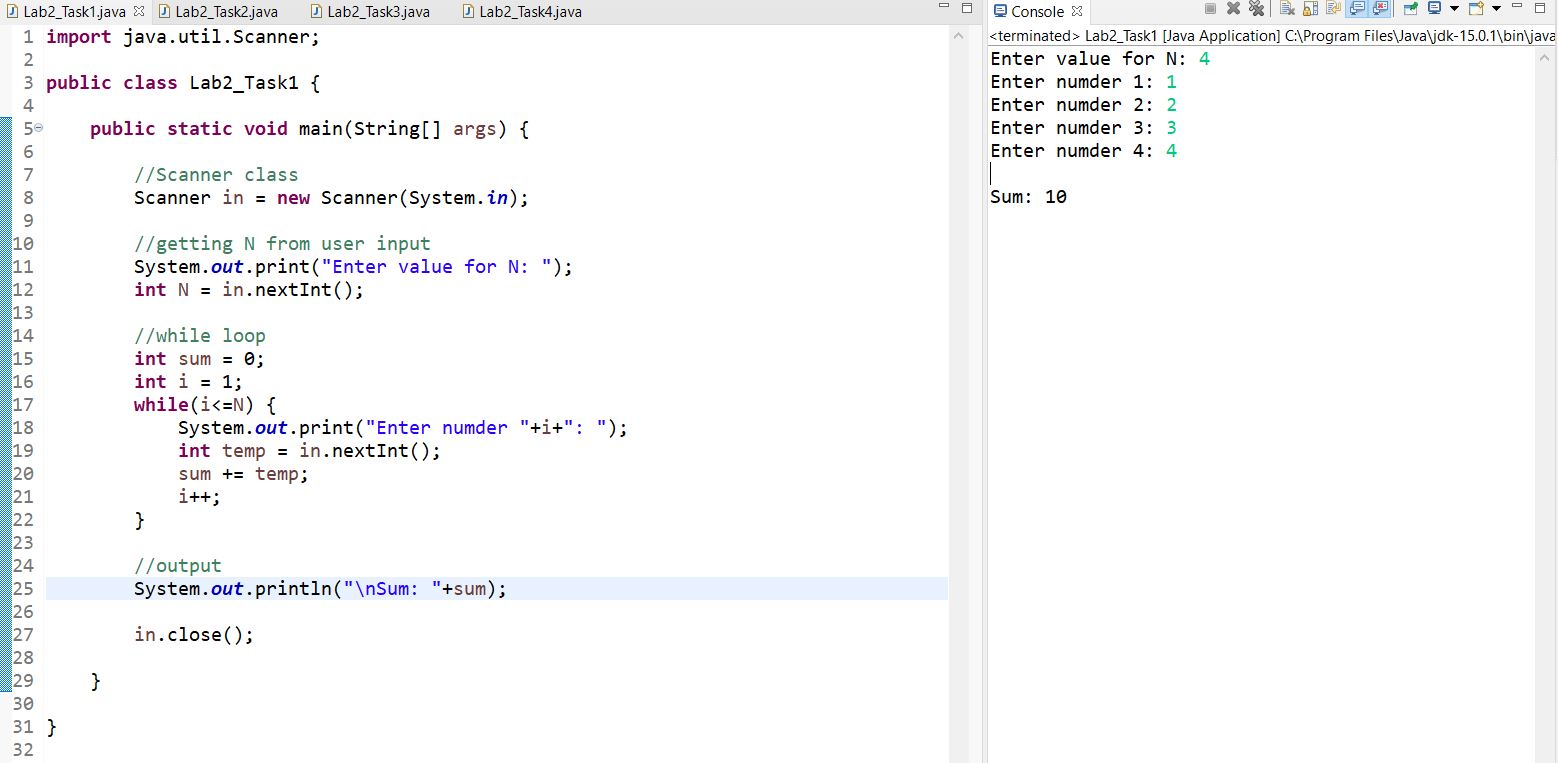 Lab2_Task1.java Lab2_Task2.java Lab2_Task3.java Lab2_Task4.java
1 import java.util.Scanner;
2
3 public class Lab2_Task1 {
4
5 public static void main(String[] args) {
6
7 //Scanner class
8 Scanner in = new Scanner(System.in);
9
10 //getting N from user input
11 System.out.print("Enter value for N: ");
12 int N = in.nextInt();
13
14 //while loop
15 int sum = 0;
16 int i = 1;
17 while(i<=N) {
18 System.out.print("Enter numder "+i+": ");
19 int temp = in.nextInt();
20 sum += temp;
21 i++;
22 }
23
24 //output
25 System.out.println("\nSum: "+sum);
26
27 in.close();
28
29 }
30
31 }
32
Console
<terminated> Lab2_Task1 [Java Application] C:\Program Files\Java\jdk-15.0.1\bin\java
Enter value for N: 4
Enter numder 1: 1
Enter numder 2: 2
Enter numder 3: 3
Enter numder 4: 4
Sum: 10